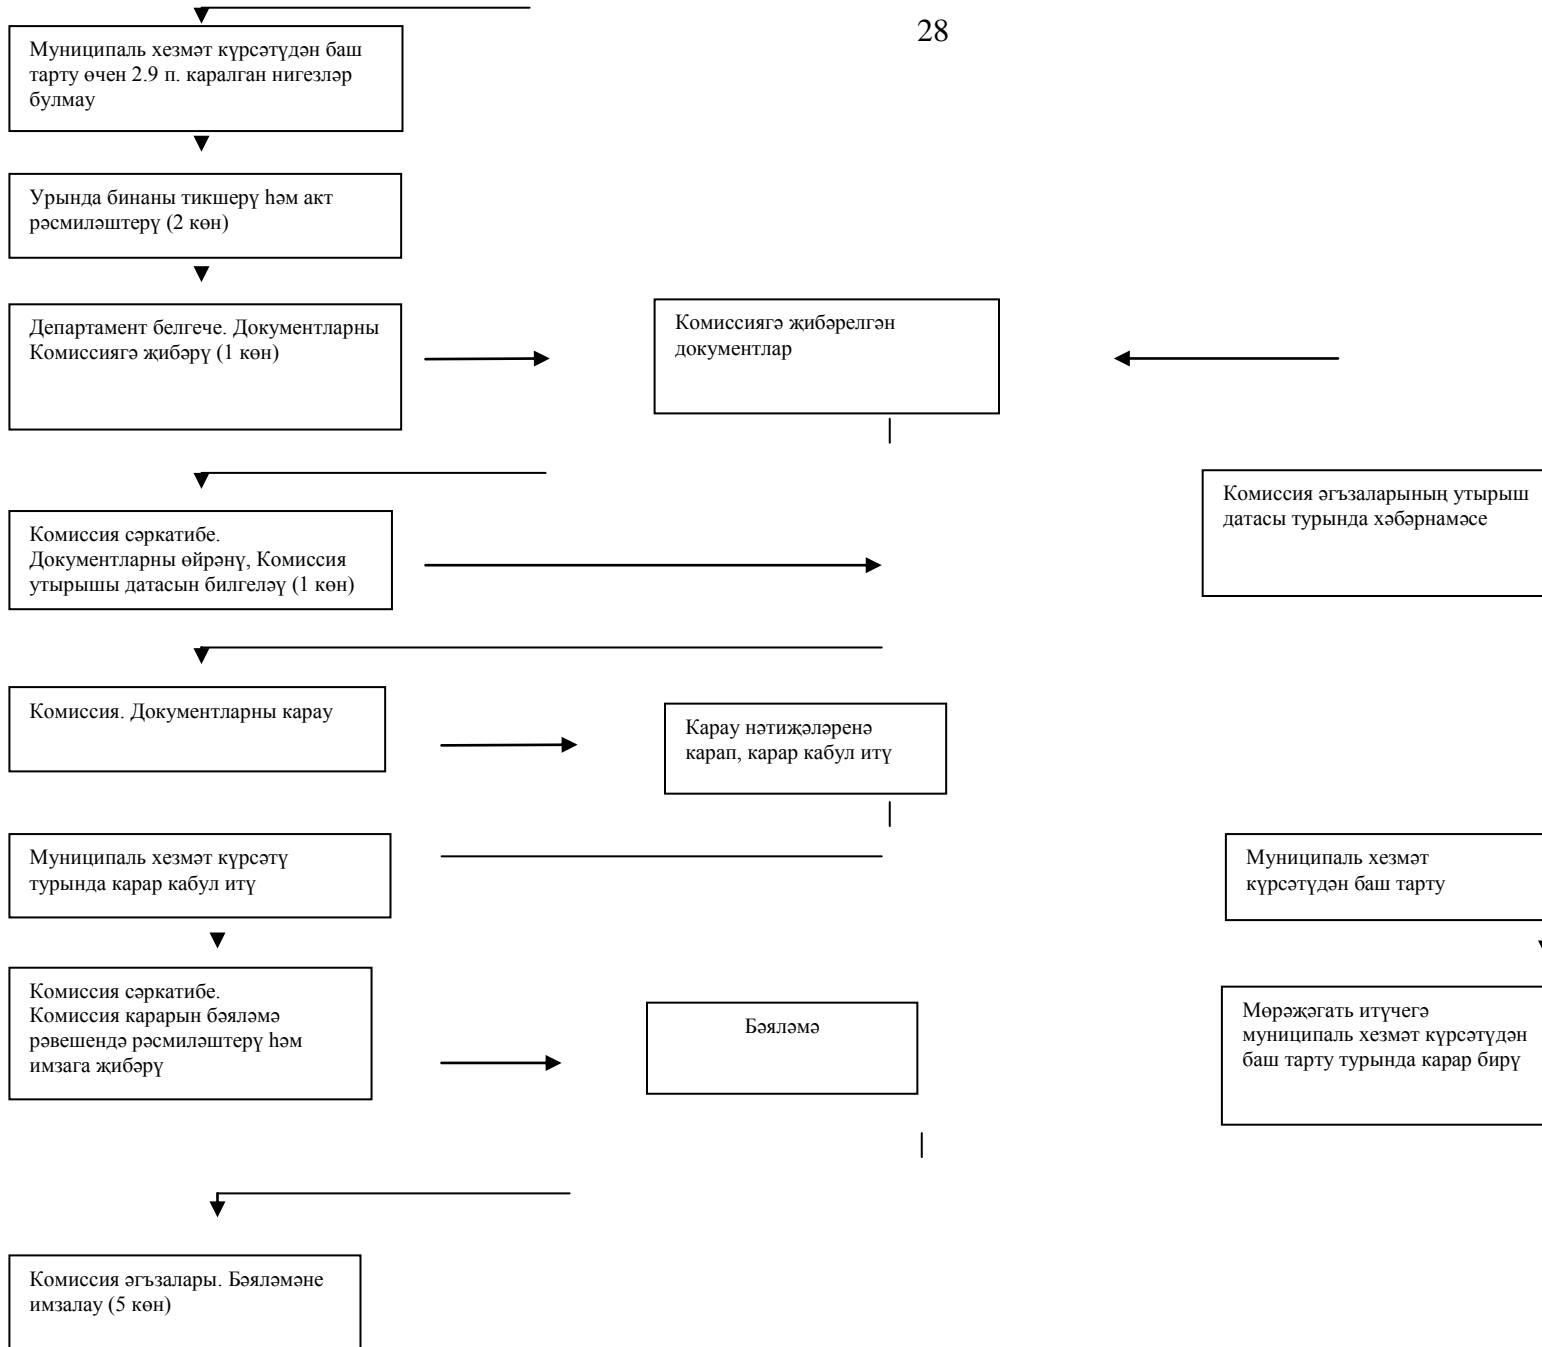 28
Муниципаль хезмәт күрсәтүдән баш
тарту өчен 2.9 п. каралган нигезләр
булмау
Урында бинаны тикшерү һәм акт
рәсмиләштерү (2 көн)
Департамент белгече. Документларны
Комиссиягә җибәрү (1 көн)
Комиссиягә җибәрелгән
документлар
Комиссия әгъзаларының утырыш
датасы турында хәбәрнамәсе
Комиссия сәркатибе.
Документларны өйрәнү, Комиссия
утырышы датасын билгеләү (1 көн)
Комиссия. Документларны карау
Карау нәтиҗәләренә
карап, карар кабул итү
Муниципаль хезмәт күрсәтү
турында карар кабул итү
Муниципаль хезмәт
күрсәтүдән баш тарту
Комиссия сәркатибе.
Комиссия карарын бәяләмә
рәвешендә рәсмиләштерү һәм
имзага җибәрү
Бәяләмә
Мөрәҗәгать итүчегә
муниципаль хезмәт күрсәтүдән
баш тарту турында карар бирү
Комиссия әгъзалары. Бәяләмәне
имзалау (5 көн)